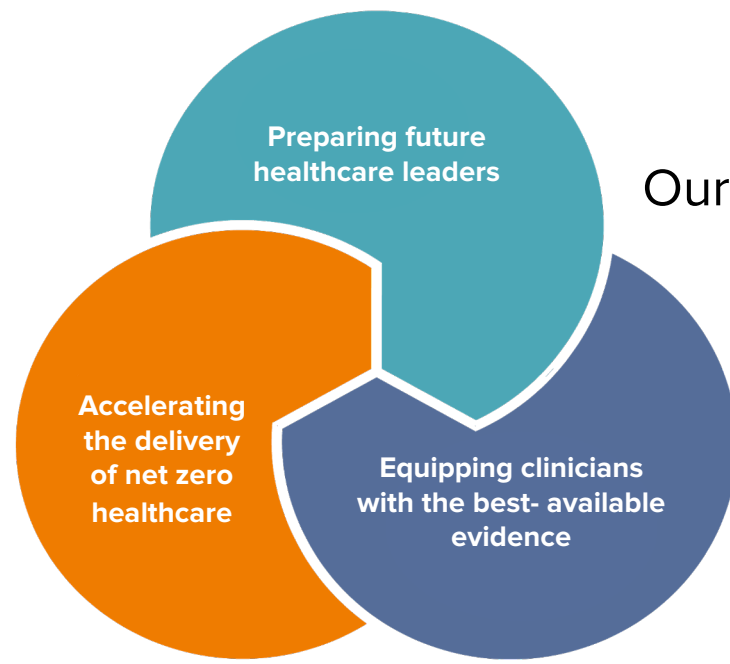 Preparing future
healthcare leaders
Our
Accelerating
the delivery
of net zero
healthcare
Equipping clinicians
with the best- available
evidence